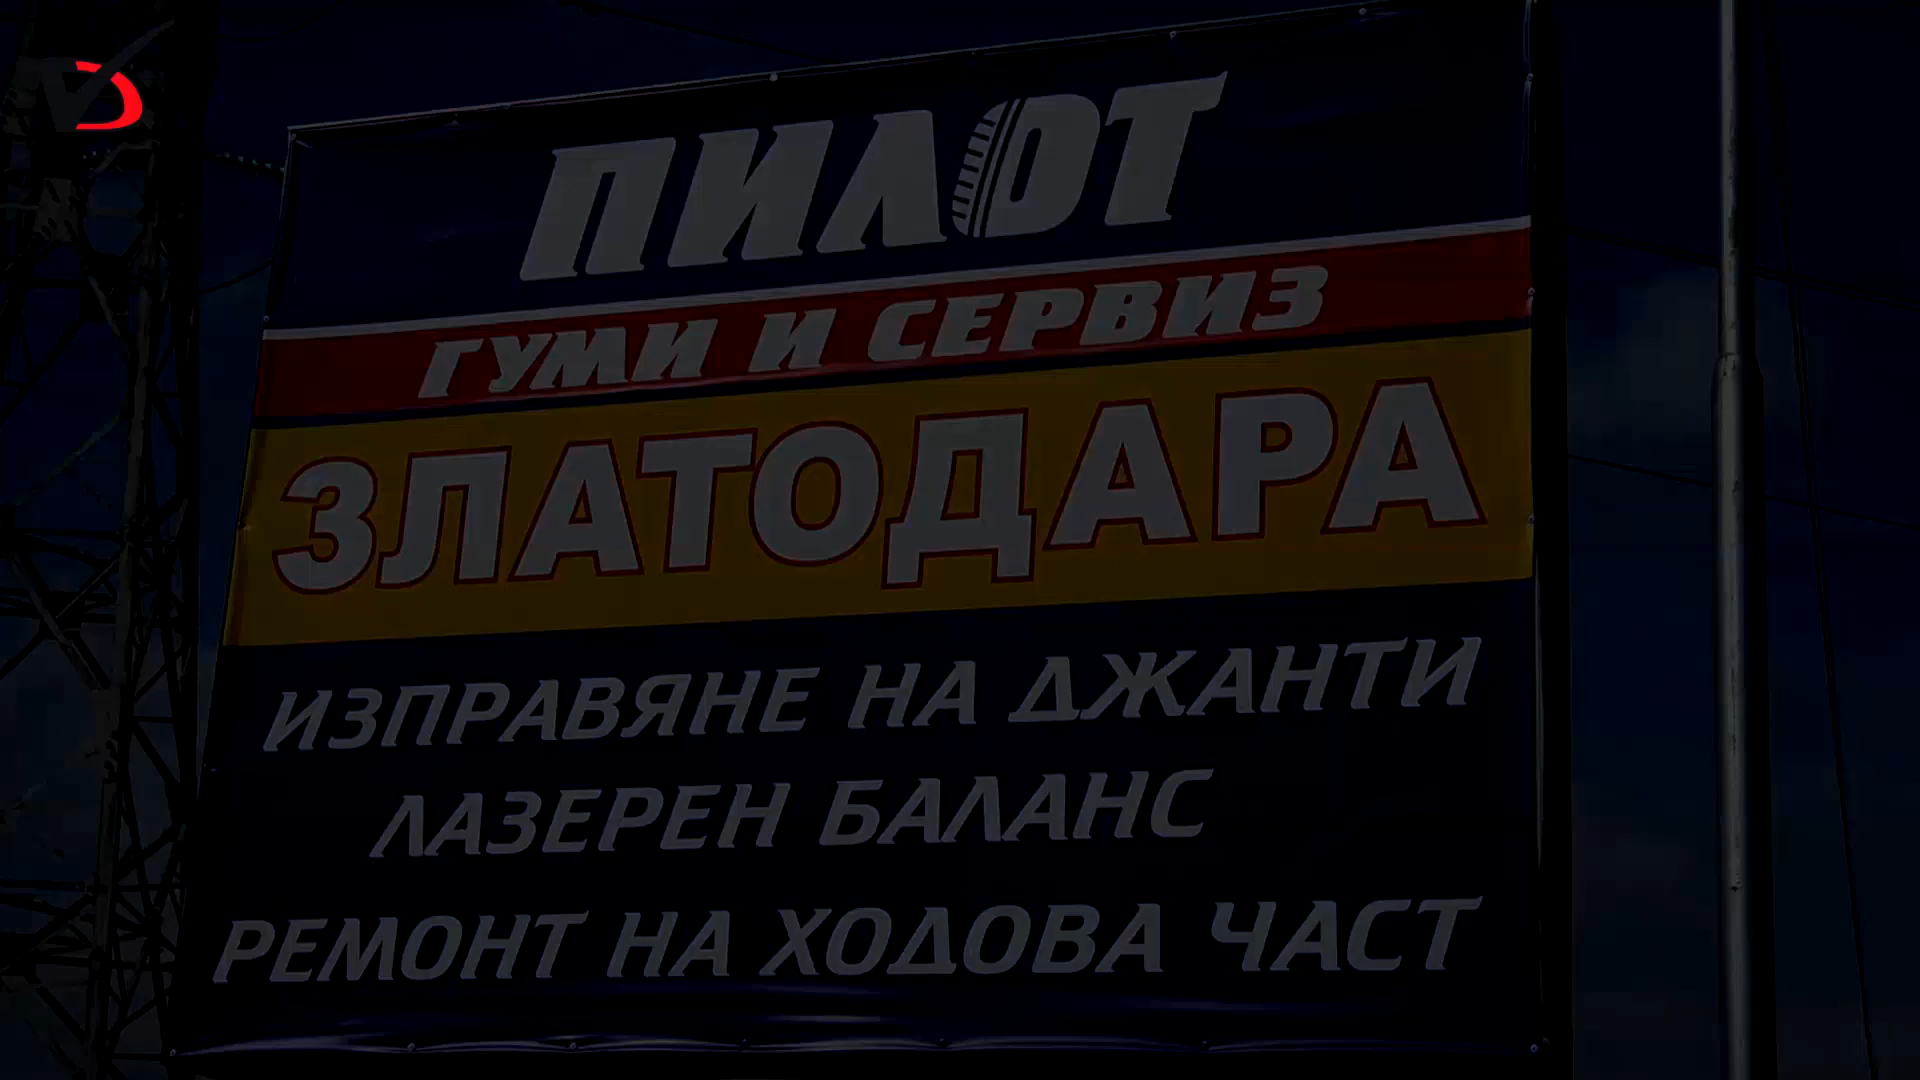 ПИЛОТ
ГУМИ И СЕРВИЗ
ЗЛАТОДАРА
ИЗПРАВЯНЕ НА ДЖАНТИ
ЛАЗЕРЕН БАЛАНС
РЕМОНТ НА ХОДОВА ЧАСТ